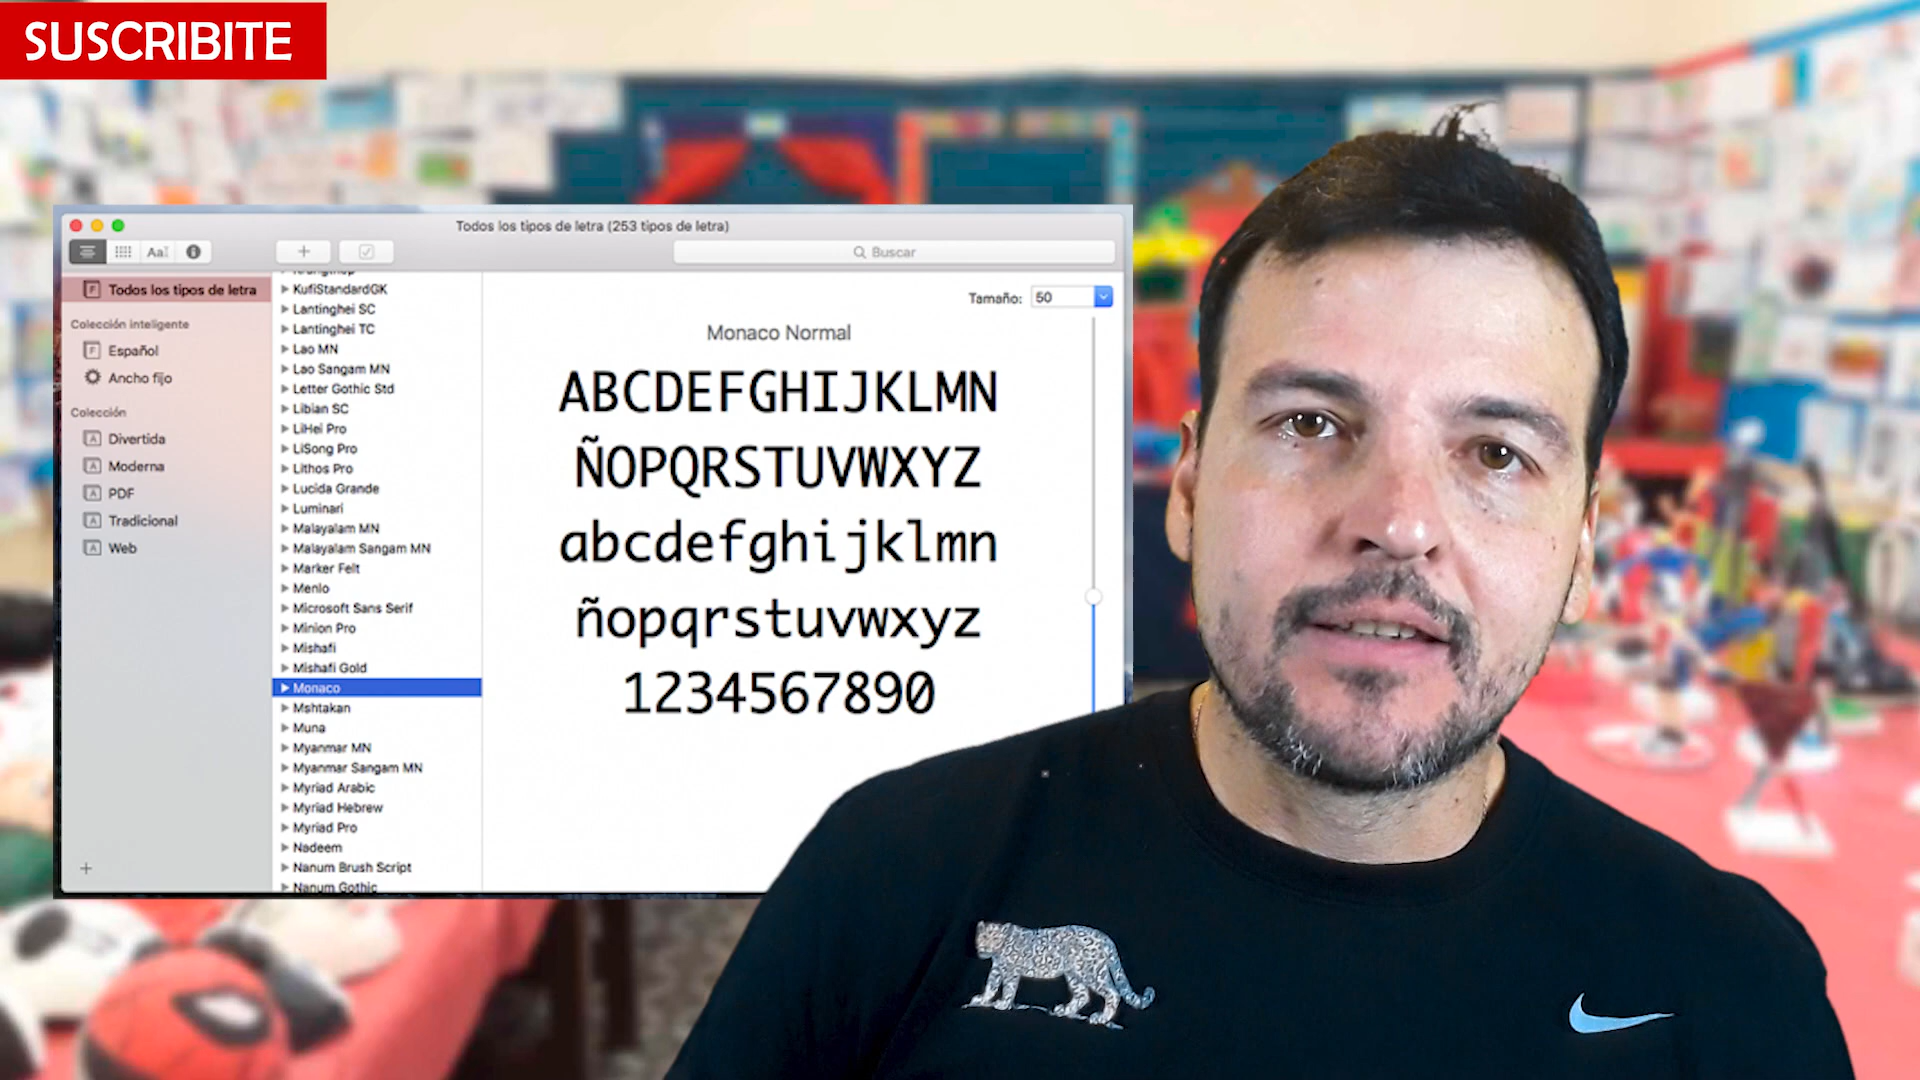 SUSCRIBITE
Todos los tipos de letra (253 tipos de letra)
Buscar
Todos los tipos de letra
Colección inteligente
Español
Ancho fijo
Colección
Divertida
Moderna
PDF
Tradicional
Web
KufiStandardGK
Lantinghei SC
Lantinghei TC
Lao MN
Lao Sangam MN
Letter Gothic Std
Libian SC
LiHei Pro
LiSong Pro
Lithos Pro
Lucida Grande
Luminari
Malayalam MN
Malayalam Sangam MN
Marker Felt
Menlo
Microsoft Sans Serif
Minion Pro
Mishafi
Mishafi Gold
Monaco
Mshtakan
Muna
Myanmar MN
Myanmar Sangam MN
Myriad Arabic
Myriad Hebrew
Myriad Pro
Nadeem
Nanum Brush Script
Nanum Gothic
Tamaño: 50
Monaco Normal
ABCDEFGHIJKLMN
ÑOPQRSTUVWXYZ
abcdefghijklmn
ñopqrstuvwxyz
1234567890